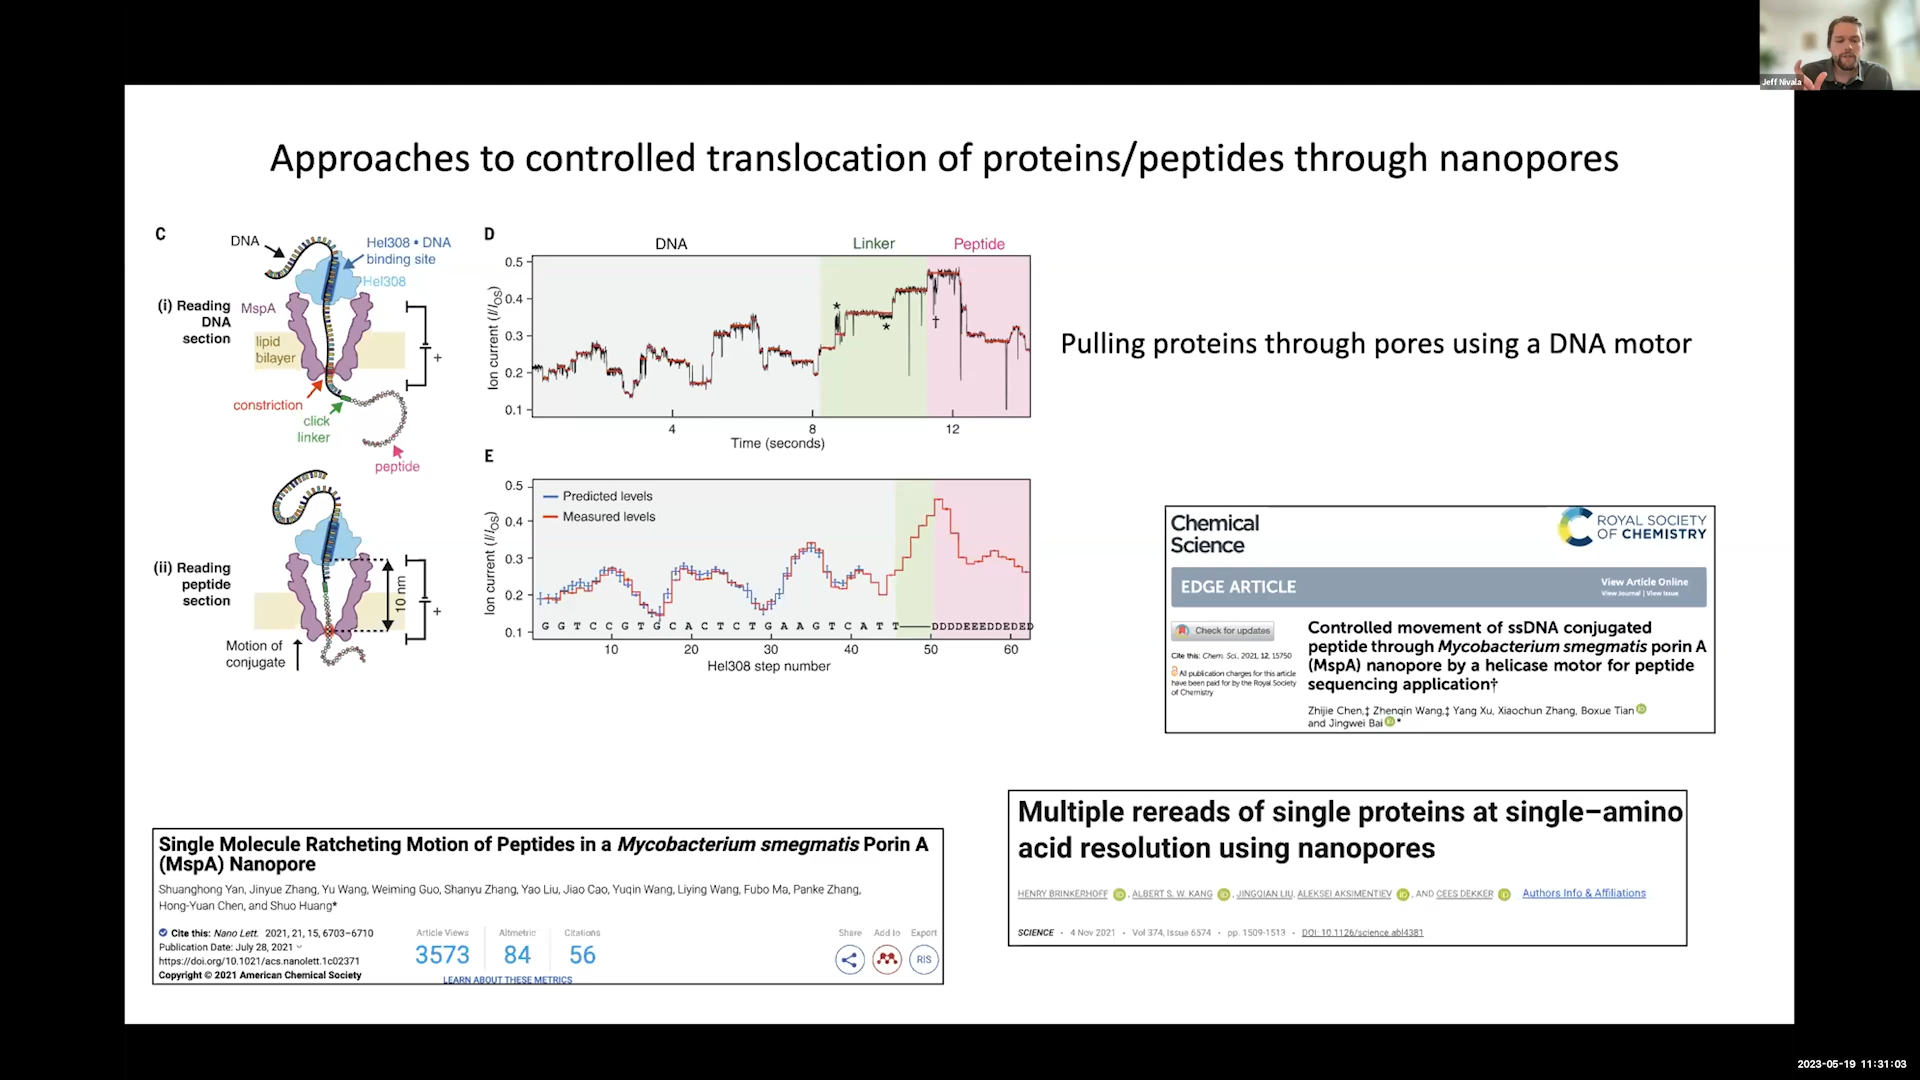 Jeff Nivala
Approaches to controlled translocation of proteins/peptides through nanopores
C
DNA
Hel308 • DNA
binding site
Hel308
(i) Reading
DNA
section
MspA
lipid
bilayer
+
constriction
click
linker
peptide
(ii) Reading
peptide
section
10 nm
+
Motion of
conjugate
D
DNA
Linker
Peptide
Ion current (I/IOS)
0.5
0.4
0.3
0.2
0.1
*
*
†
4
8
12
Time (seconds)
E
Ion current (I/IOS)
0.5
0.4
0.3
0.2
0.1
Predicted levels
Measured levels
G G T C C G T G C A C T C T G A A G T C A T T DDDDEEEDDEDED
10
20
30
40
50
60
Hel308 step number
Pulling proteins through pores using a DNA motor
Chemical
Science
ROYAL SOCIETY
OF CHEMISTRY
EDGE ARTICLE
View Article Online
View Journal | View Issue
Check for updates
Cite this: Chem. Sci., 2021, 12, 15750
All publication charges for this article
have been paid for by the Royal Society
of Chemistry
Controlled movement of ssDNA conjugated
peptide through Mycobacterium smegmatis porin A
(MspA) nanopore by a helicase motor for peptide
sequencing application†
Zhijie Chen,‡ Zhenqin Wang,‡ Yang Xu, Xiaochun Zhang, Boxue Tian iD
and Jingwei Bai iD *
Single Molecule Ratcheting Motion of Peptides in a Mycobacterium smegmatis Porin A
(MspA) Nanopore
Shuanghong Yan, Jinyue Zhang, Yu Wang, Weiming Guo, Shanyu Zhang, Yao Liu, Jiao Cao, Yuqin Wang, Liying Wang, Fubo Ma, Panke Zhang,
Hong-Yuan Chen, and Shuo Huang*
Cite this: Nano Lett. 2021, 21, 15, 6703–6710
Publication Date: July 28, 2021
https://doi.org/10.1021/acs.nanolett.1c02371
Copyright © 2021 American Chemical Society
Article Views
3573
Altmetric
84
Citations
56
LEARN ABOUT THESE METRICS
Share
Add to
Export
RIS
Multiple rereads of single proteins at single–amino
acid resolution using nanopores
HENRY BRINKERHOFF iD , ALBERT S. W. KANG iD , JINGQIAN LIU, ALEKSEI AKSIMENTIEV iD , AND CEES DEKKER iD Authors Info & Affiliations
SCIENCE • 4 Nov 2021 • Vol 374, Issue 6574 • pp. 1509-1513 • DOI: 10.1126/science.abl4381
2023-05-19 11:31:03